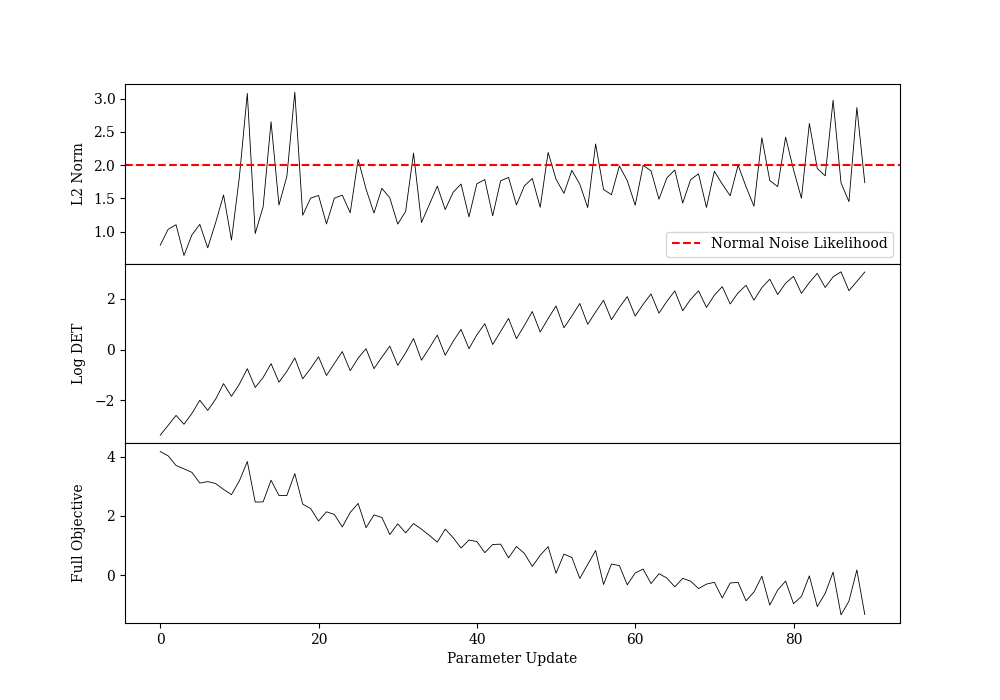 L2 Norm
3.0
2.5
2.0
1.5
1.0
Normal Noise Likelihood
Log DET
2
0
−2
Full Objective
4
2
0
0 20 40 60 80
Parameter Update